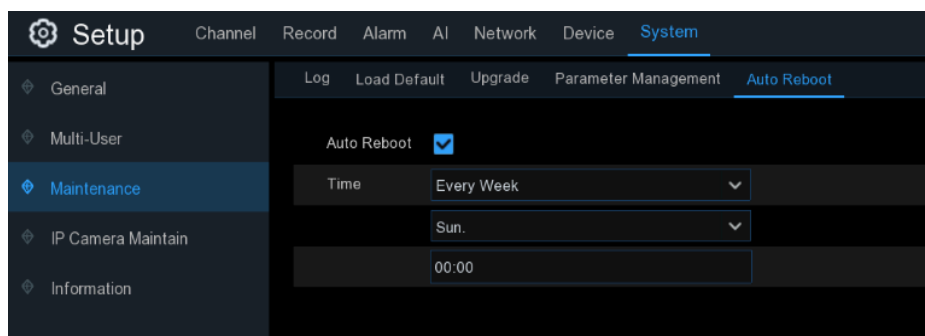 Setup Channel Record Alarm AI Network Device System
Log Load Default Upgrade Parameter Management Auto Reboot
General
Multi-User
Maintenance
IP Camera Maintain
Information
Auto Reboot
Time Every Week
Sun.
00:00